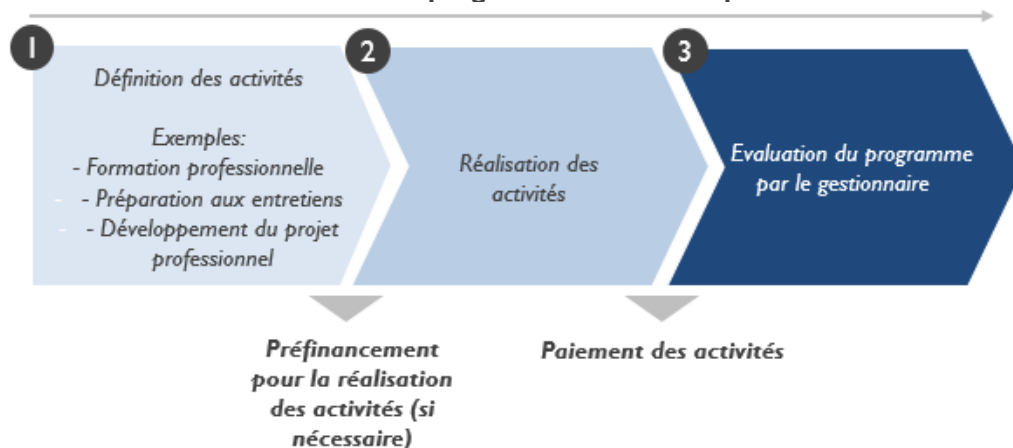 1
Définition des activités
Exemples:
- Formation professionnelle
- - Préparation aux entretiens
- - Développement du projet
professionnel
2
Réalisation des
activités
3
Evaluation du programme
par le gestionnaire
Préfinancement
pour la réalisation
des activités (si
nécessaire)
Paiement des activités